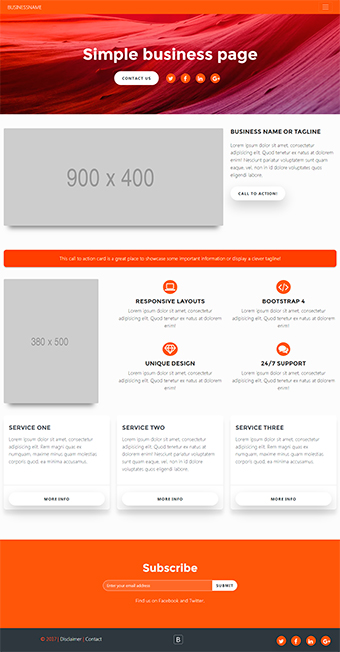 BUSINESSNAME
Simple business page
CONTACT US
900 x 400
BUSINESS NAME OR TAGLINE
Lorem ipsum dolor sit amet, consectetur
adipiscing elit. Quod tenetur ex natus at
dolorem enim! Nesciunt pariatur voluptatem
sunt quam eaque, vel, non in id dolore quos
eligendi labore.
CALL TO ACTION!
This call to action card is a great place to showcase some important information or display a clever tagline!
380 x 500
RESPONSIVE LAYOUTS
Lorem ipsum dolor sit amet, consectetur
adipiscing elit. Quod tenetur ex natus at dolorem
enim!
BOOTSTRAP 4
Lorem ipsum dolor sit amet, consectetur
adipiscing elit. Quod tenetur ex natus at dolorem
enim!
UNIQUE DESIGN
Lorem ipsum dolor sit amet, consectetur
adipiscing elit. Quod tenetur ex natus at dolorem
enim!
24/7 SUPPORT
Lorem ipsum dolor sit amet, consectetur
adipiscing elit. Quod tenetur ex natus at dolorem
enim!
SERVICE ONE
Lorem ipsum dolor sit amet, consectetur
adipiscing elit. Rem magni quas ex
numquam, maxime minus quam molestias
corporis quod, ea minima accusamus.
MORE INFO
SERVICE TWO
Lorem ipsum dolor sit amet, consectetur
adipiscing elit. Quod tenetur ex natus at
dolorem enim! Nesciunt pariatur voluptatem
sunt quam eaque, vel, non in id dolore quos
eligendi labore.
MORE INFO
SERVICE THREE
Lorem ipsum dolor sit amet, consectetur
adipiscing elit. Rem magni quas ex
numquam, maxime minus quam molestias
corporis quod, ea minima accusamus.
MORE INFO
Subscribe
Enter your email address
SUBMIT
Find us on Facebook and Twitter.
© 2017 | Disclaimer | Contact
B